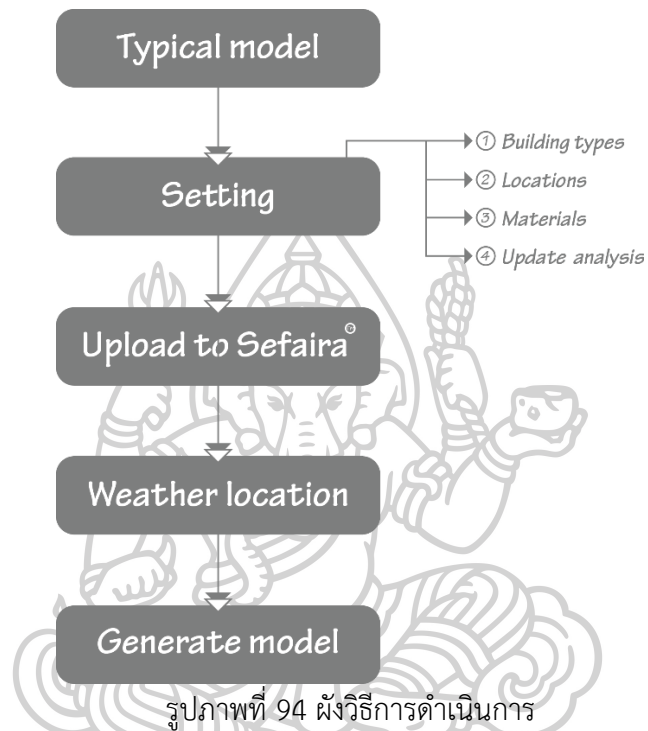 Typical model
Setting
① Building types
② Locations
③ Materials
④ Update analysis
Upload to Sefaira
Weather location
Generate model
รูปภาพที่ 94 ผังวิธีการดำเนินการ